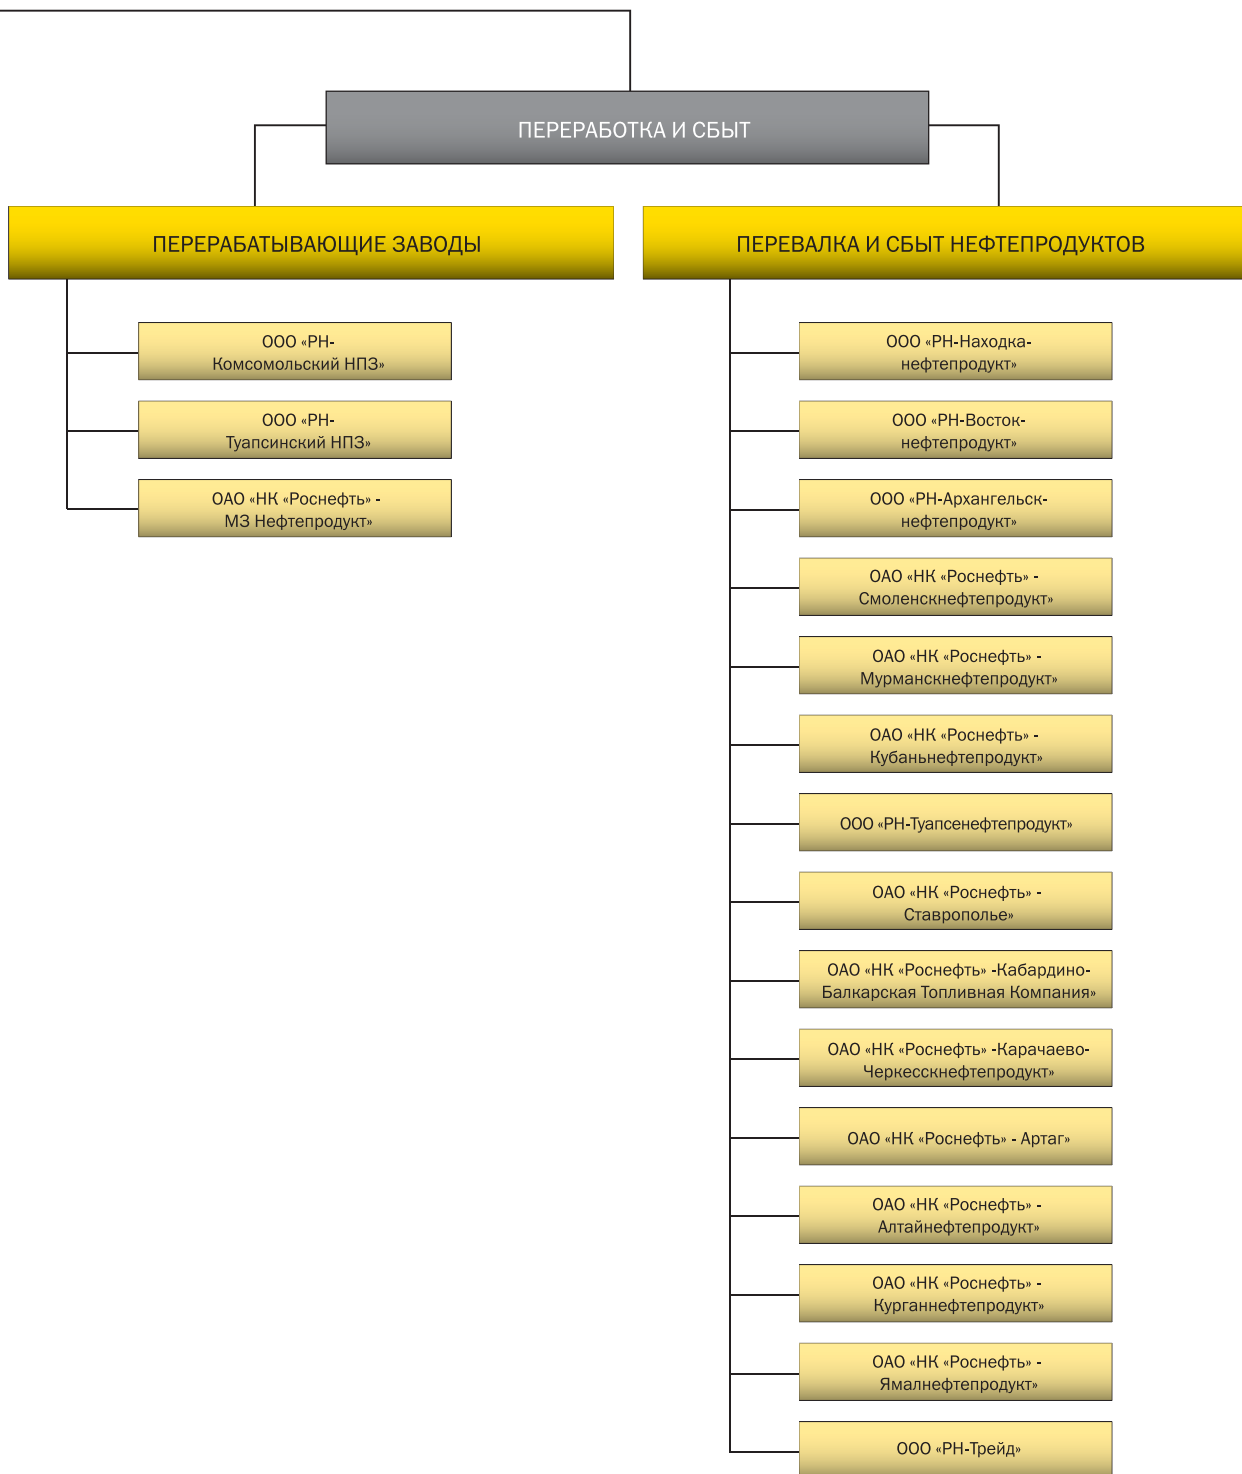 ПЕРЕРАБОТКА И СБЫТ
ПЕРЕРАБАТЫВАЮЩИЕ ЗАВОДЫ
ООО «РН-
Комсомольский НПЗ»
ООО «РН-
Туапсинский НПЗ»
ОАО «НК «Роснефть» -
МЗ Нефтепродукт»
ПЕРЕВАЛКА И СБЫТ НЕФТЕПРОДУКТОВ
ООО «РН-Находка-
нефтепродукт»
ООО «РН-Восток-
нефтепродукт»
ООО «РН-Архангельск-
нефтепродукт»
ОАО «НК «Роснефть» -
Смоленскнефтепродукт»
ОАО «НК «Роснефть» -
Мурманскнефтепродукт»
ОАО «НК «Роснефть» -
Кубаньнефтепродукт»
ООО «РН-Туапсенефтепродукт»
ОАО «НК «Роснефть» -
Ставрополье»
ОАО «НК «Роснефть» -Кабардино-
Балкарская Топливная Компания»
ОАО «НК «Роснефть» -Карачаево-
Черкесскнефтепродукт»
ОАО «НК «Роснефть» - Артаг»
ОАО «НК «Роснефть» -
Алтайнефтепродукт»
ОАО «НК «Роснефть» -
Курганнефтепродукт»
ОАО «НК «Роснефть» -
Ямалнефтепродукт»
ООО «РН-Трейд»